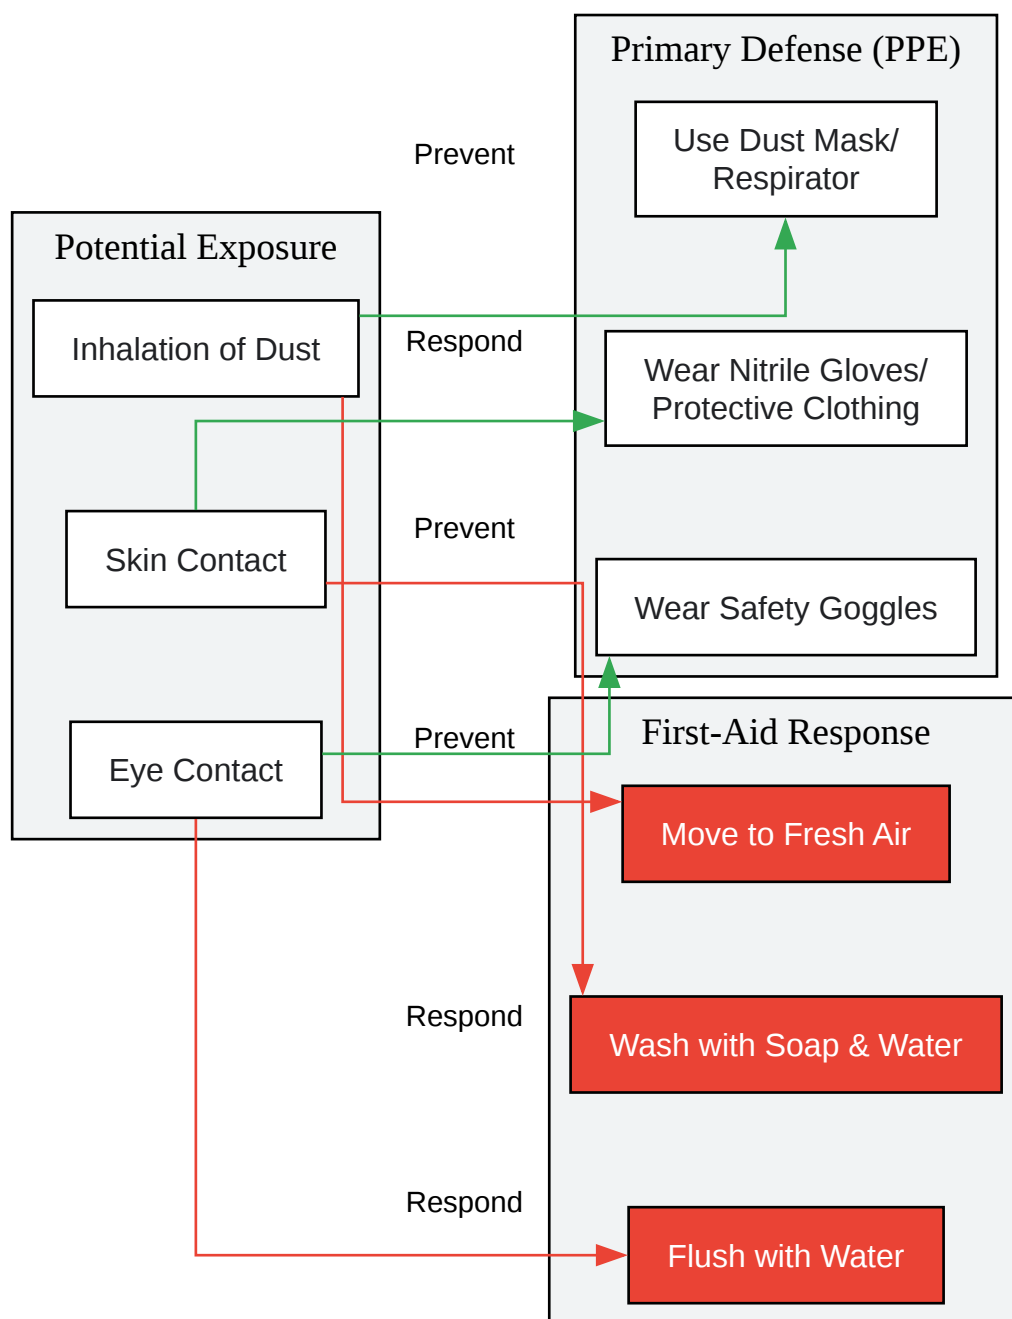 Primary Defense (PPE)
Use Dust Mask/
Respirator
Prevent
Potential Exposure
Inhalation of Dust
Respond
Wear Nitrile Gloves/
Protective Clothing
Prevent
Skin Contact
Wear Safety Goggles
First-Aid Response
Prevent
Eye Contact
Move to Fresh Air
Respond
Wash with Soap & Water
Respond
Flush with Water